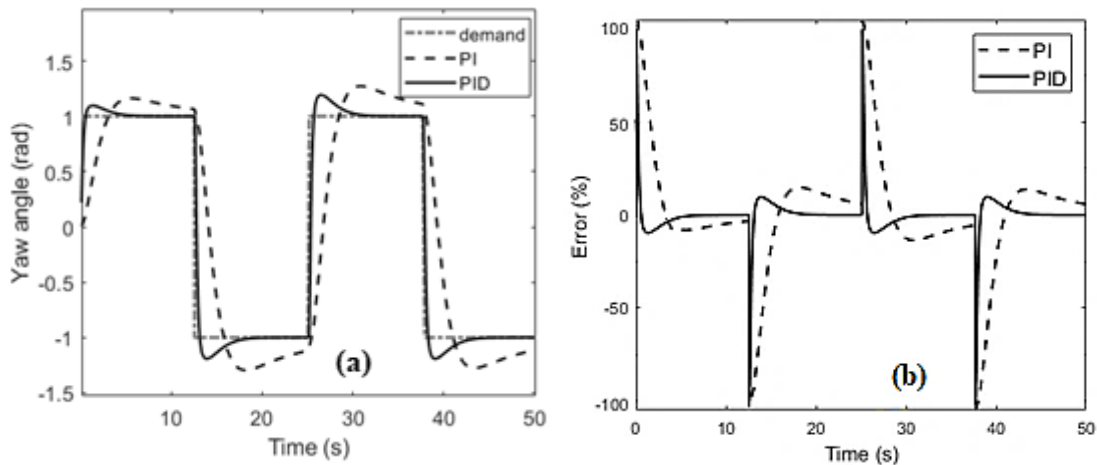 demand
PI
PID
1.5
1
0.5
0
-0.5
-1
-1.5
Yaw angle (rad)
10 20 30 40 50
Time (s)
(a)
PI
PID
100
50
0
-50
-100
Error (%)
0 10 20 30 40 50
Time (s)
(b)